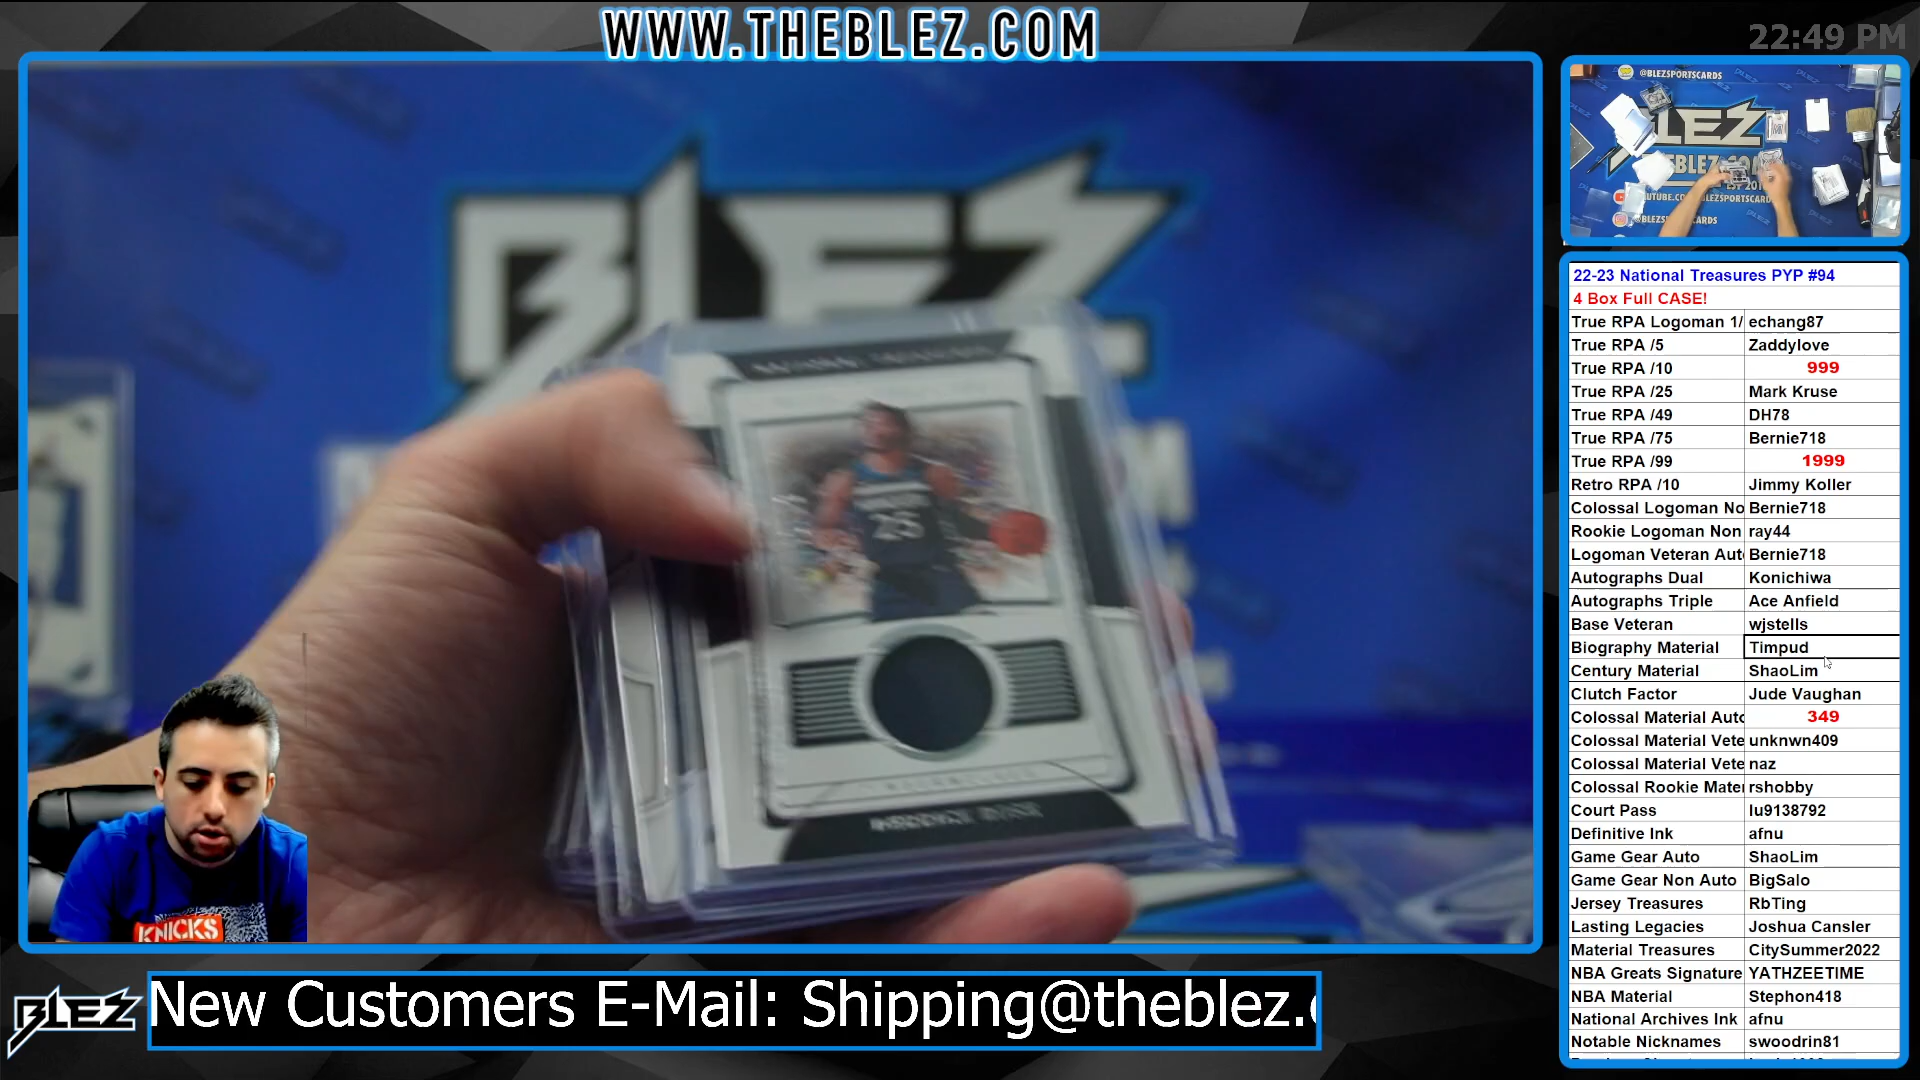 WWW.THEBLEZ.COM
22:49 PM
@BLEZSPORTSCARDS
BLEZ
BLEZ
25
KNICKS
22-23 National Treasures PYP #94
4 Box Full CASE!
True RPA Logoman 1/ echang87
True RPA /5 Zaddylove
True RPA /10 999
True RPA /25 Mark Kruse
True RPA /49 DH78
True RPA /75 Bernie718
True RPA /99 1999
Retro RPA /10 Jimmy Koller
Colossal Logoman No Bernie718
Rookie Logoman Non ray44
Logoman Veteran Aut Bernie718
Autographs Dual Konichiwa
Autographs Triple Ace Anfield
Base Veteran wjstells
Biography Material Timpud
Century Material ShaoLim
Clutch Factor Jude Vaughan
Colossal Material Auto 349
Colossal Material Vete unknwn409
Colossal Material Vete naz
Colossal Rookie Mater rshobby
Court Pass lu9138792
Definitive Ink afnu
Game Gear Auto ShaoLim
Game Gear Non Auto BigSalo
Jersey Treasures RbTing
Lasting Legacies Joshua Cansler
Material Treasures CitySummer2022
NBA Greats Signature YATHZEETIME
NBA Material Stephon418
National Archives Ink afnu
Notable Nicknames swoodrin81
BLEZ
New Customers E-Mail: Shipping@theblez.